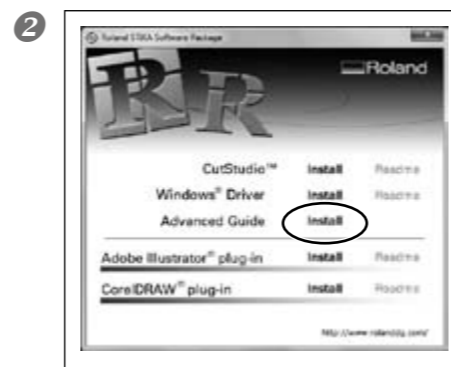 2
Roland STIKA Software Package
Roland
CutStudio™ Install Readme
Windows® Driver Install Readme
Advanced Guide Install
Adobe Illustrator® plug-in Install Readme
CorelDRAW® plug-in Install Readme
http://www.rolanddg.com/